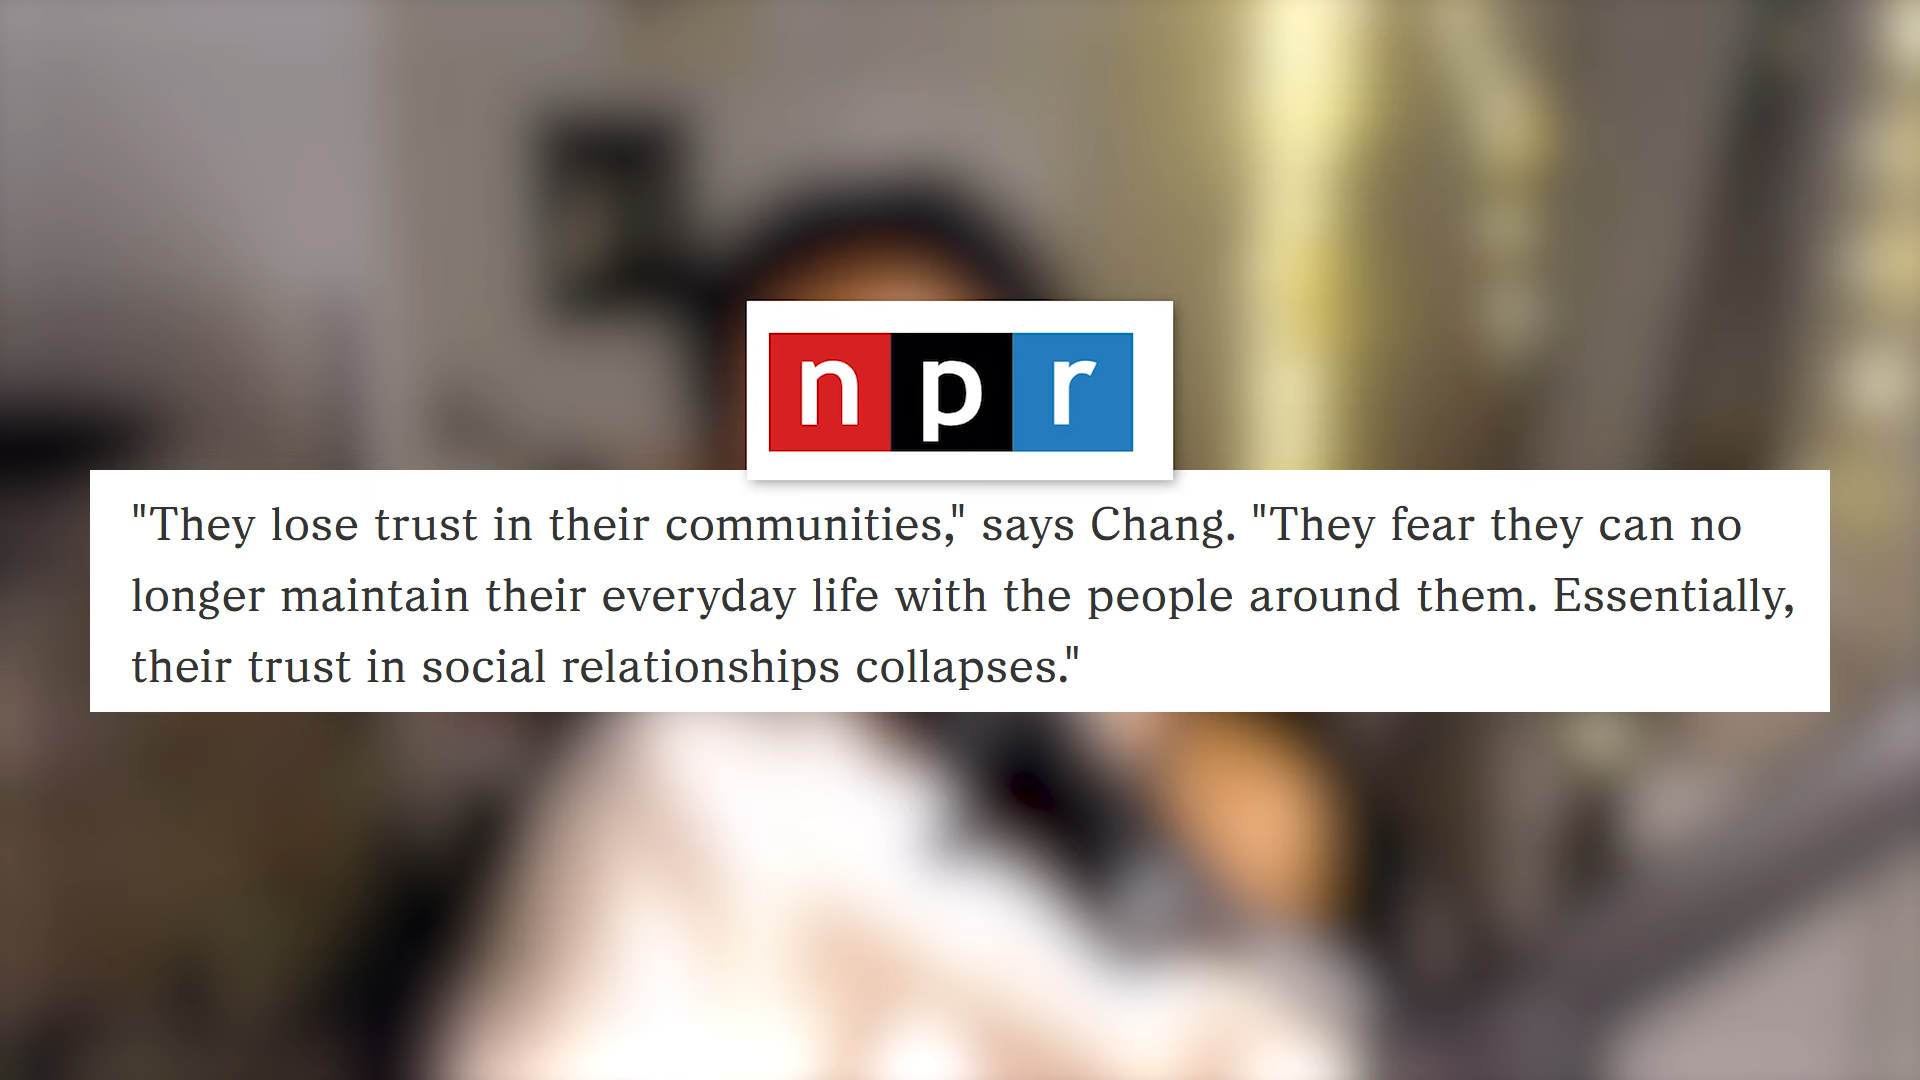 npr
"They lose trust in their communities," says Chang. "They fear they can no
longer maintain their everyday life with the people around them. Essentially,
their trust in social relationships collapses."